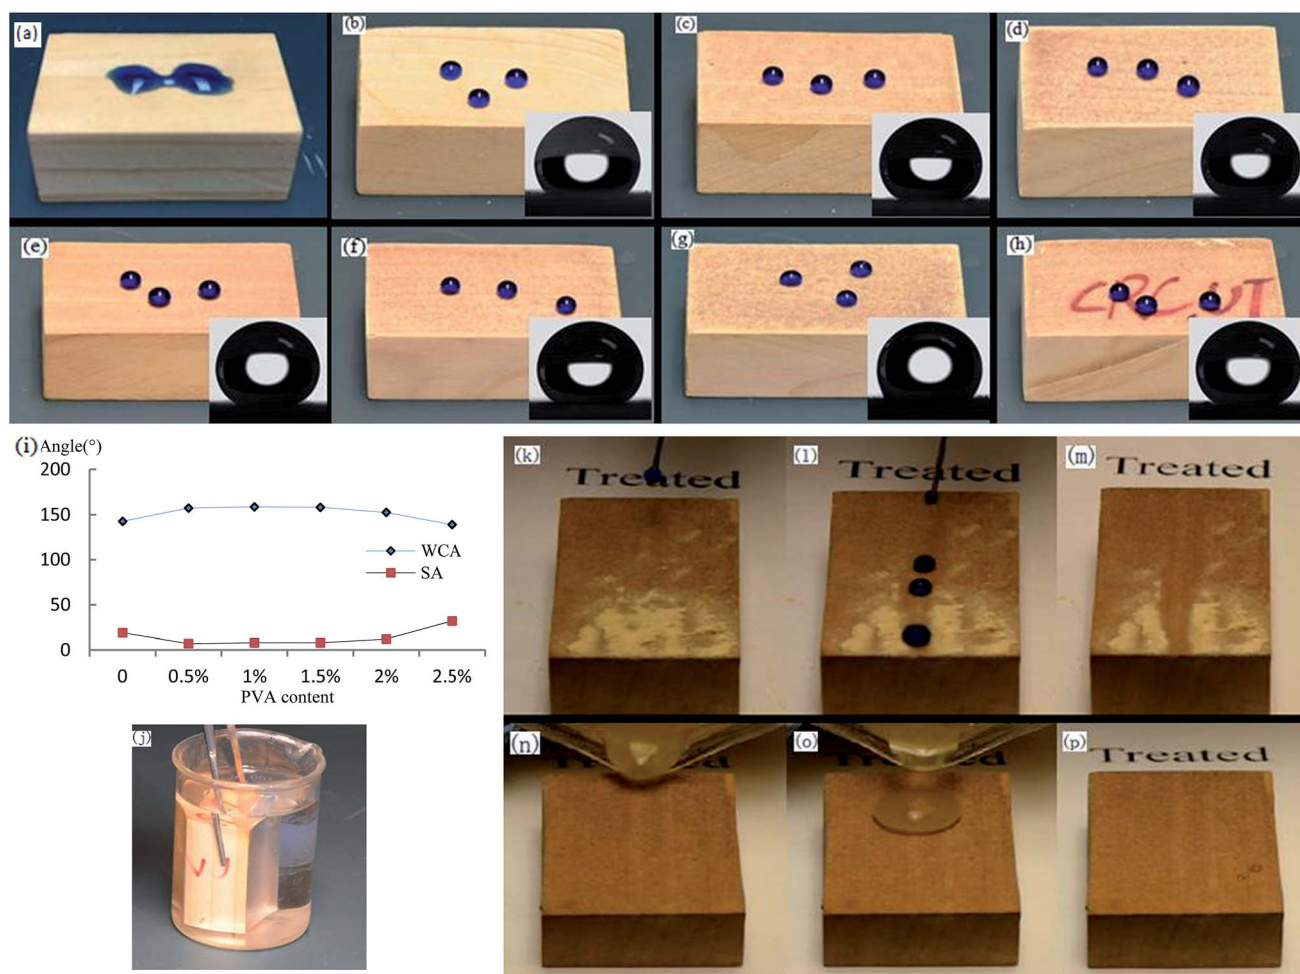 (a)
(b)
(c)
(d)
(e)
(f)
(g)
(h)
CRCUT
(i) Angle(°)
200
150
100
50
0
WCA
SA
0 0.5% 1% 1.5% 2% 2.5%
PVA content
(j)
(k)
Treated
(l)
Treated
(m)
Treated
(n)
(o)
(p)
Treated